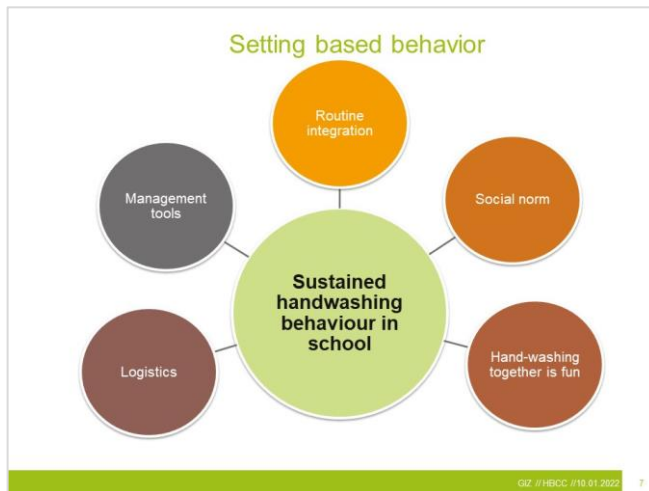 Setting based behavior
Routine
integration
Management
tools
Social norm
Sustained
handwashing
behaviour in
school
Logistics
Hand-washing
together is fun
GIZ // HBCC //10.01.2022 7